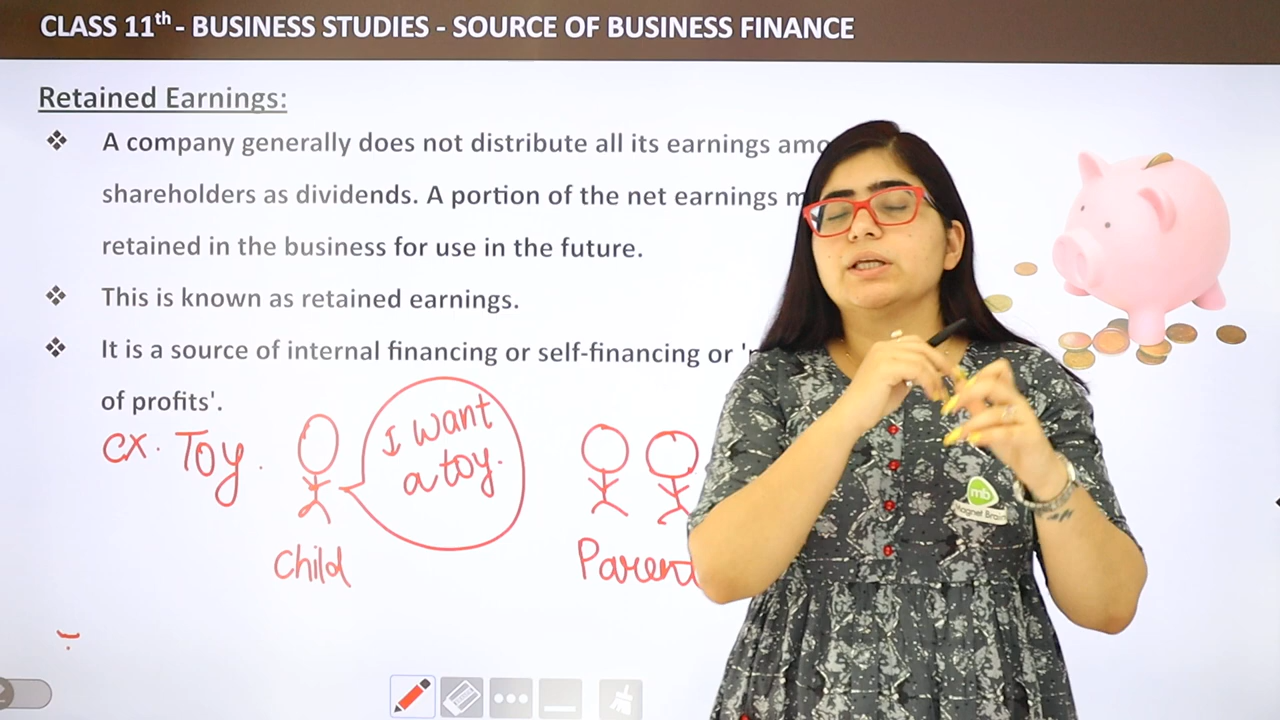 CLASS 11th - BUSINESS STUDIES - SOURCE OF BUSINESS FINANCE
Retained Earnings:
A company generally does not distribute all its earnings amo
shareholders as dividends. A portion of the net earnings m
retained in the business for use in the future.
This is known as retained earnings.
It is a source of internal financing or self-financing or '
of profits'.
ex. Toy.
I want
a toy.
Child
Parent
mb
Magnet Brain